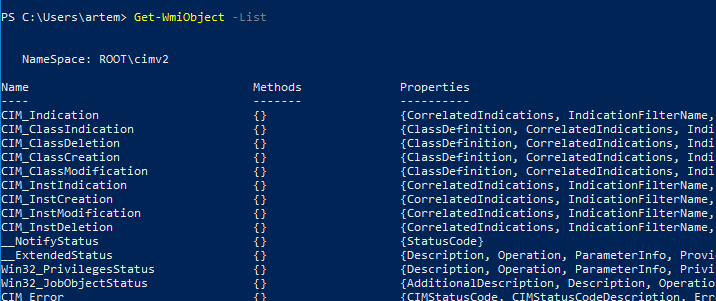 PS C:\Users\artem> Get-WmiObject -List
NameSpace: ROOT\cimv2
Name Methods Properties
---- ------- ----------
CIM_Indication {} {CorrelatedIndications, IndicationFilterName,
CIM_ClassIndication {} {ClassDefinition, CorrelatedIndications, Indi
CIM_ClassDeletion {} {ClassDefinition, CorrelatedIndications, Indi
CIM_ClassCreation {} {ClassDefinition, CorrelatedIndications, Indi
CIM_ClassModification {} {ClassDefinition, CorrelatedIndications, Indi
CIM_InstIndication {} {CorrelatedIndications, IndicationFilterName,
CIM_InstCreation {} {CorrelatedIndications, IndicationFilterName,
CIM_InstModification {} {CorrelatedIndications, IndicationFilterName,
CIM_InstDeletion {} {CorrelatedIndications, IndicationFilterName,
__NotifyStatus {} {StatusCode}
__ExtendedStatus {} {Description, Operation, ParameterInfo, Provi
Win32_PrivilegesStatus {} {Description, Operation, ParameterInfo, Privi
Win32_JobObjectStatus {} {AdditionalDescription, Description, Operatio
CIM_Error {} {CIMStatusCode, CIMStatusCodeDescription, Err